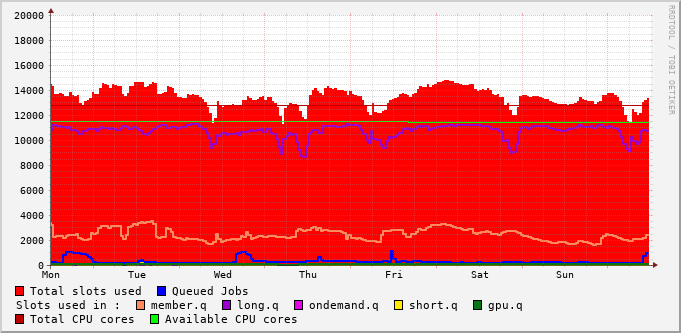 RRDTOOL / TOBI OETIKER
20000
18000
16000
14000
12000
10000
8000
6000
4000
2000
0
Mon Tue Wed Thu Fri Sat Sun
Total slots used Queued Jobs
Slots used in : member.q long.q ondemand.q short.q gpu.q
Total CPU cores Available CPU cores